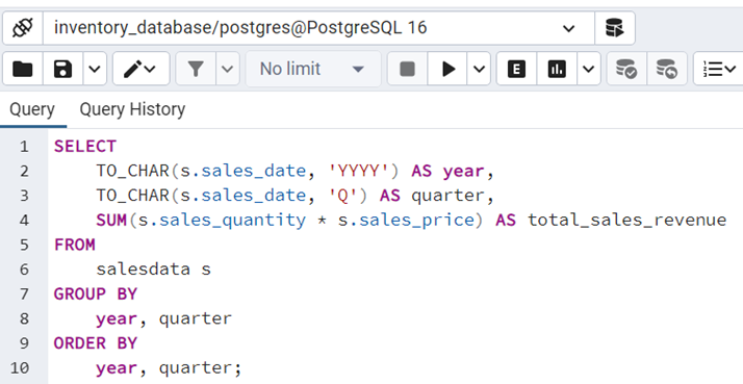 inventory_database/postgres@PostgreSQL 16
No limit
E
Query Query History
1 SELECT
2 TO_CHAR(s.sales_date, 'YYYY') AS year,
3 TO_CHAR(s.sales_date, 'Q') AS quarter,
4 SUM(s.sales_quantity * s.sales_price) AS total_sales_revenue
5 FROM
6 salesdata s
7 GROUP BY
8 year, quarter
9 ORDER BY
10 year, quarter;